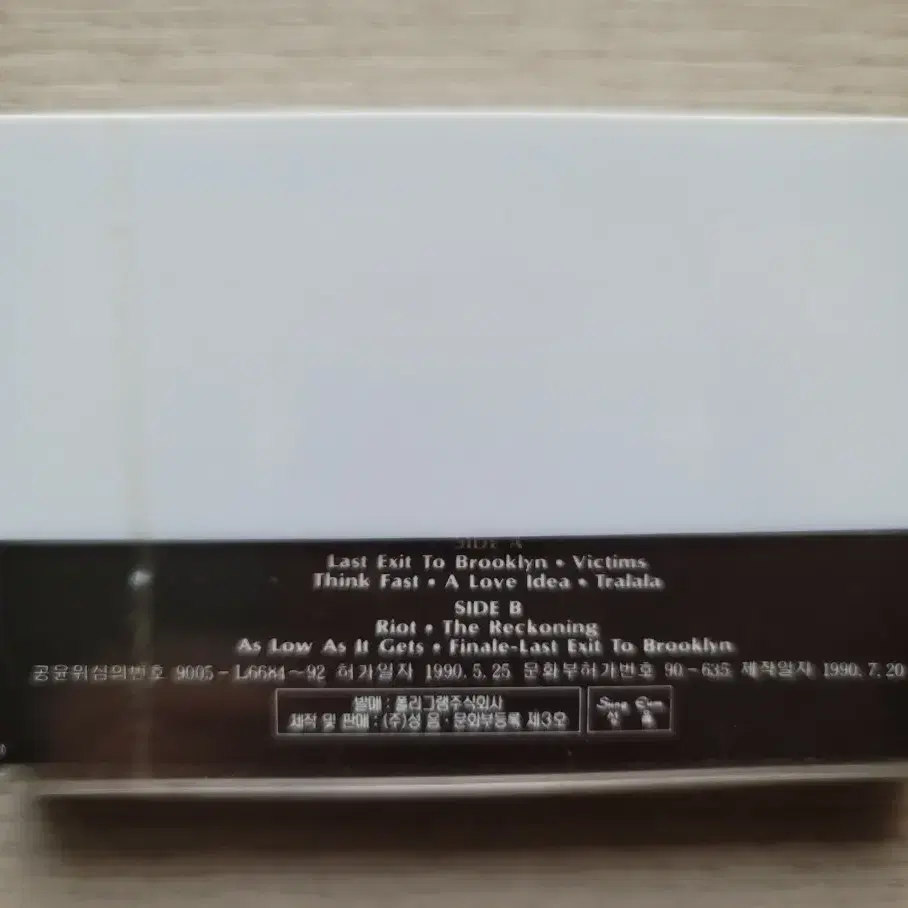 SIDE A
Last Exit To Brooklyn • Victims
Think Fast • A Love Idea • Tralala
SIDE B
Riot • The Reckoning
As Low As It Gets • Finale-Last Exit To Brooklyn
공윤위심의번호 9005-L6684~92 허가일자 1990.5.25 문화부허가번호 90-635 제작일자 1990.7.20
발매 : 폴리그램주식회사
제작 및 판매 : (주)성 음 · 문화부등록 제3호
Sung Eum
성 음